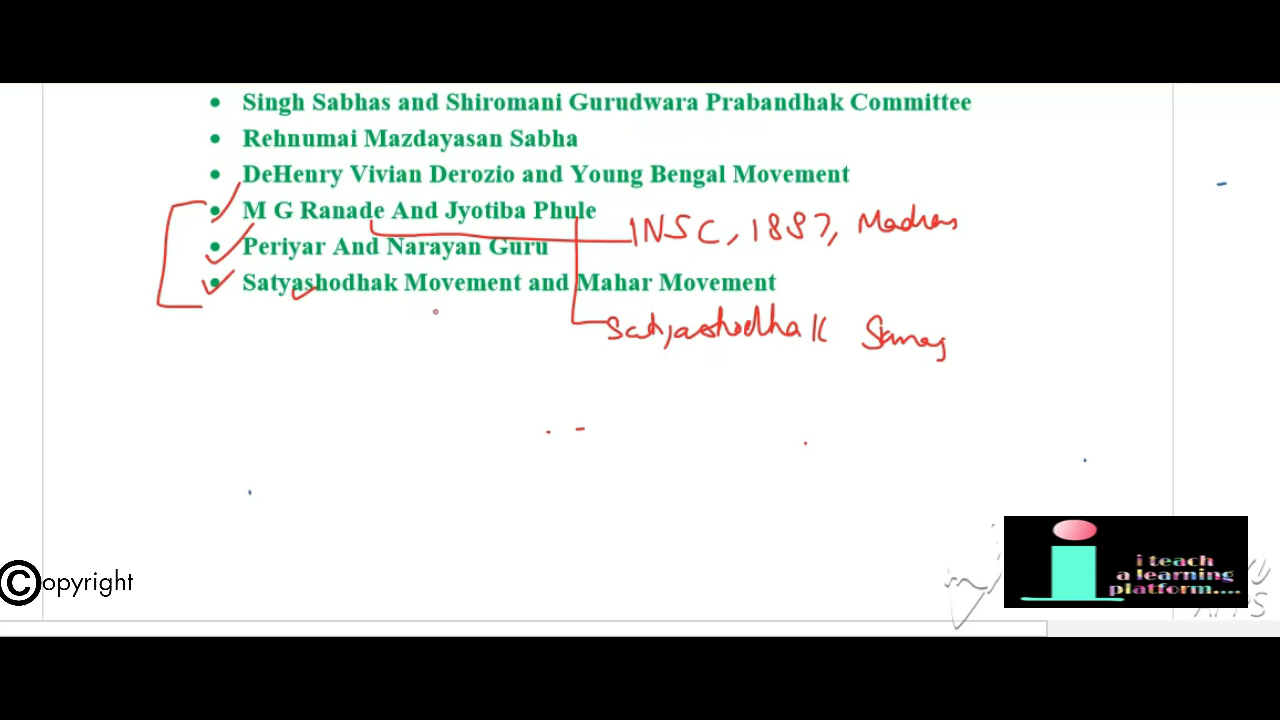 • Singh Sabhas and Shiromani Gurudwara Prabandhak Committee
• Rehnumai Mazdayasan Sabha
• DeHenry Vivian Derozio and Young Bengal Movement
• M G Ranade And Jyotiba Phule
INSC, 1887, Madras
• Periyar And Narayan Guru
• Satyashodhak Movement and Mahar Movement
Satyashodhak Samaj
©opyright
i teach
a learning
platform....